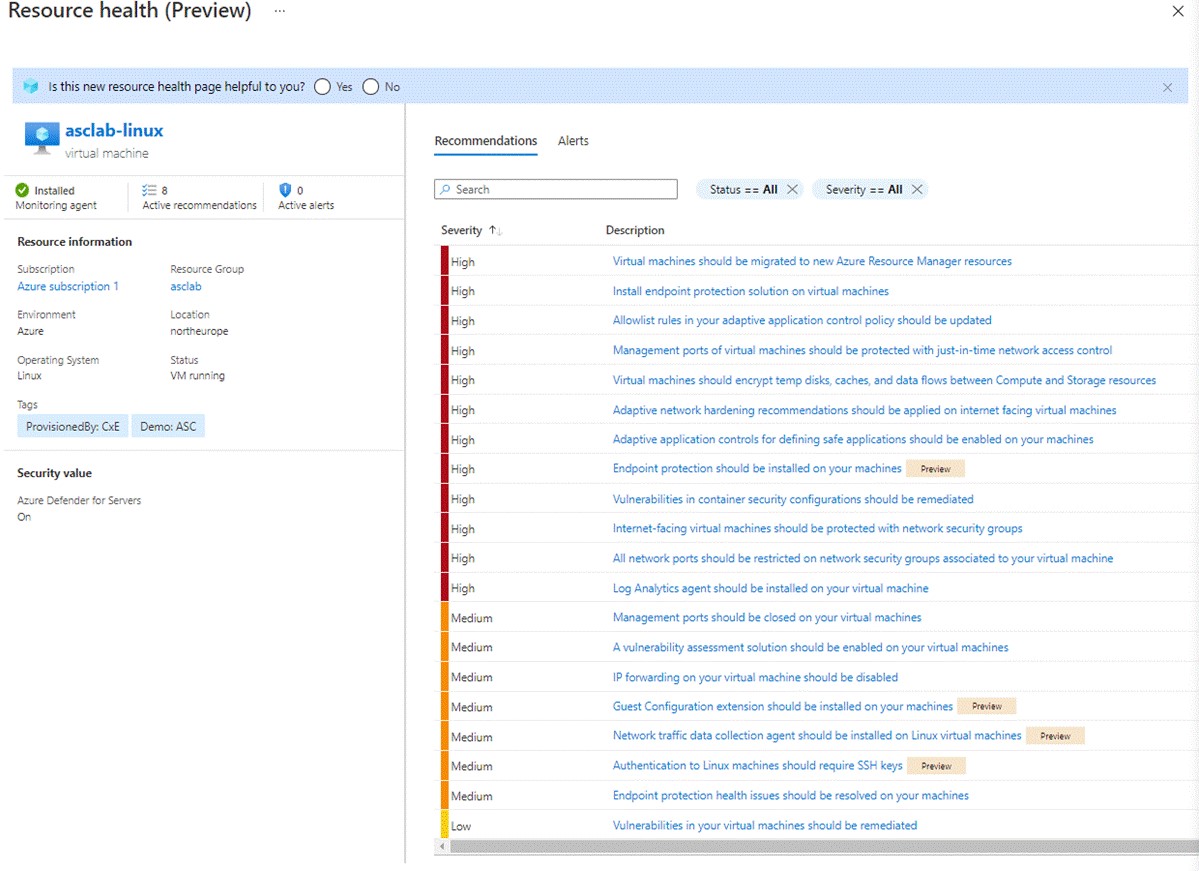 Resource health (Preview) ...
Is this new resource health page helpful to you? Yes No
asclab-linux
virtual machine
Installed
Monitoring agent
8
Active recommendations
0
Active alerts
Resource information
Subscription
Azure subscription 1
Resource Group
asclab
Environment
Azure
Location
northeurope
Operating System
Linux
Status
VM running
Tags
ProvisionedBy: CxE
Demo: ASC
Security value
Azure Defender for Servers
On
Recommendations Alerts
Search Status == All Severity == All
Severity Description
High Virtual machines should be migrated to new Azure Resource Manager resources
High Install endpoint protection solution on virtual machines
High Allowlist rules in your adaptive application control policy should be updated
High Management ports of virtual machines should be protected with just-in-time network access control
High Virtual machines should encrypt temp disks, caches, and data flows between Compute and Storage resources
High Adaptive network hardening recommendations should be applied on internet facing virtual machines
High Adaptive application controls for defining safe applications should be enabled on your machines
High Endpoint protection should be installed on your machines Preview
High Vulnerabilities in container security configurations should be remediated
High Internet-facing virtual machines should be protected with network security groups
High All network ports should be restricted on network security groups associated to your virtual machine
High Log Analytics agent should be installed on your virtual machine
Medium Management ports should be closed on your virtual machines
Medium A vulnerability assessment solution should be enabled on your virtual machines
Medium IP forwarding on your virtual machine should be disabled
Medium Guest Configuration extension should be installed on your machines Preview
Medium Network traffic data collection agent should be installed on Linux virtual machines Preview
Medium Authentication to Linux machines should require SSH keys Preview
Medium Endpoint protection health issues should be resolved on your machines
Low Vulnerabilities in your virtual machines should be remediated